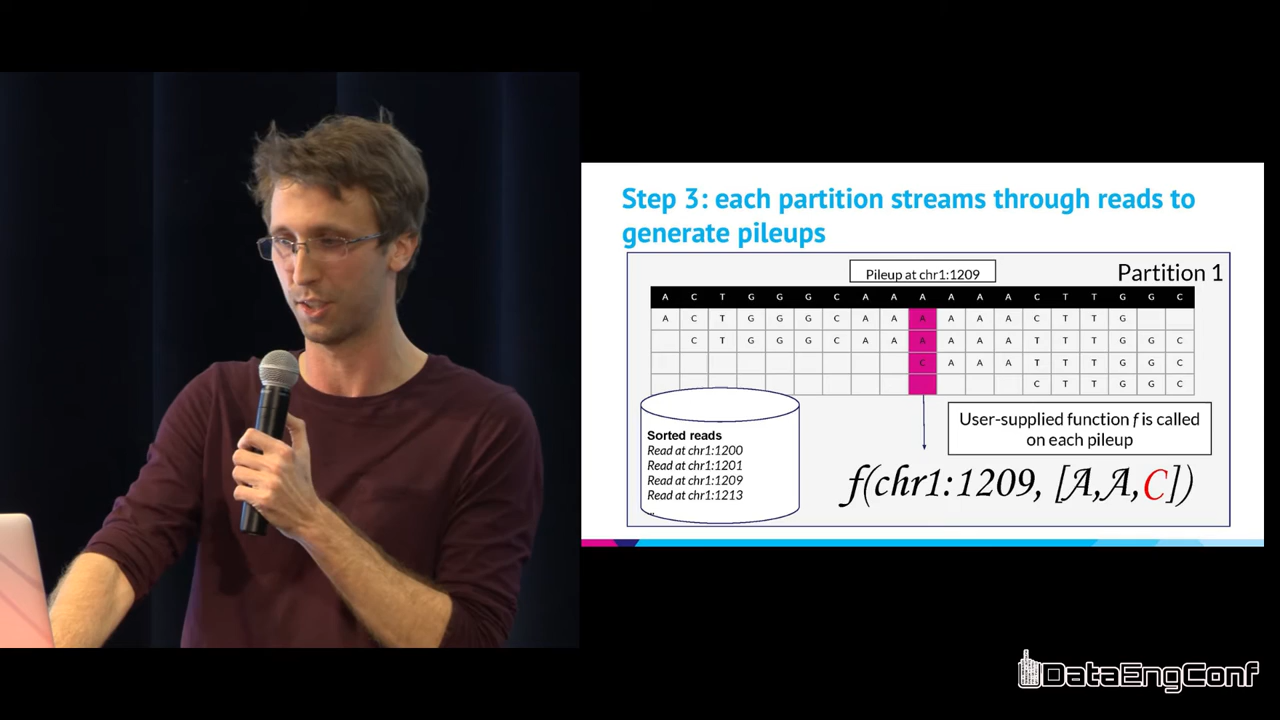 Step 3: each partition streams through reads to
generate pileups
Pileup at chr1:1209
Partition 1
A C T G G G C A A A A A A C T T G G C
A C T G G G C A A A A A A C T T G
C T G G G C A A A A A A T T T G G C
C A A A T T T G G C
C T T G G C
Sorted reads
Read at chr1:1200
Read at chr1:1201
Read at chr1:1209
Read at chr1:1213
...
User-supplied function f is called
on each pileup
f(chr1:1209, [A,A,C])
DataEngConf